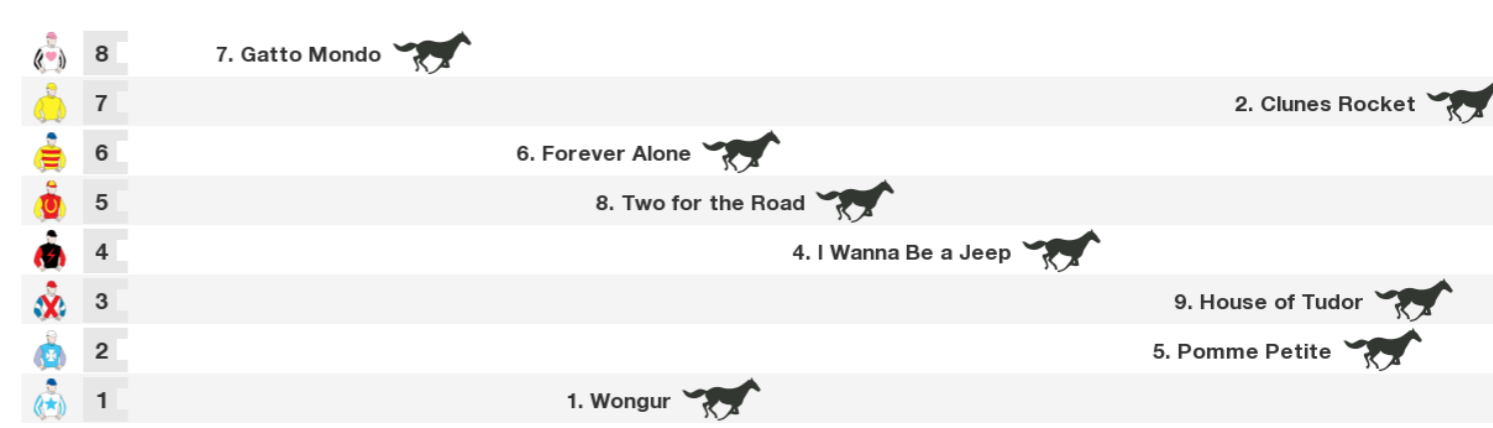 8 7. Gatto Mondo
7 2. Clunes Rocket
6 6. Forever Alone
5 8. Two for the Road
4 4. I Wanna Be a Jeep
3 9. House of Tudor
2 5. Pomme Petite
1 1. Wongur